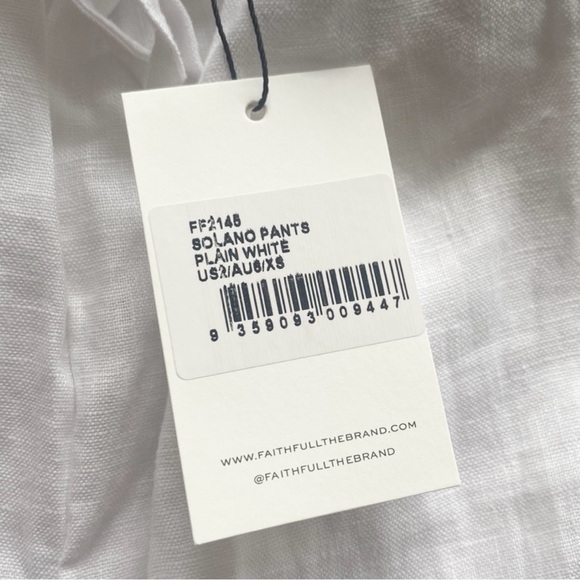 FF2145
SOLANO PANTS
PLAIN WHITE
US2/AU6/XS
9 359093 009447
WWW.FAITHFULLTHEBRAND.COM
@FAITHFULLTHEBRAND